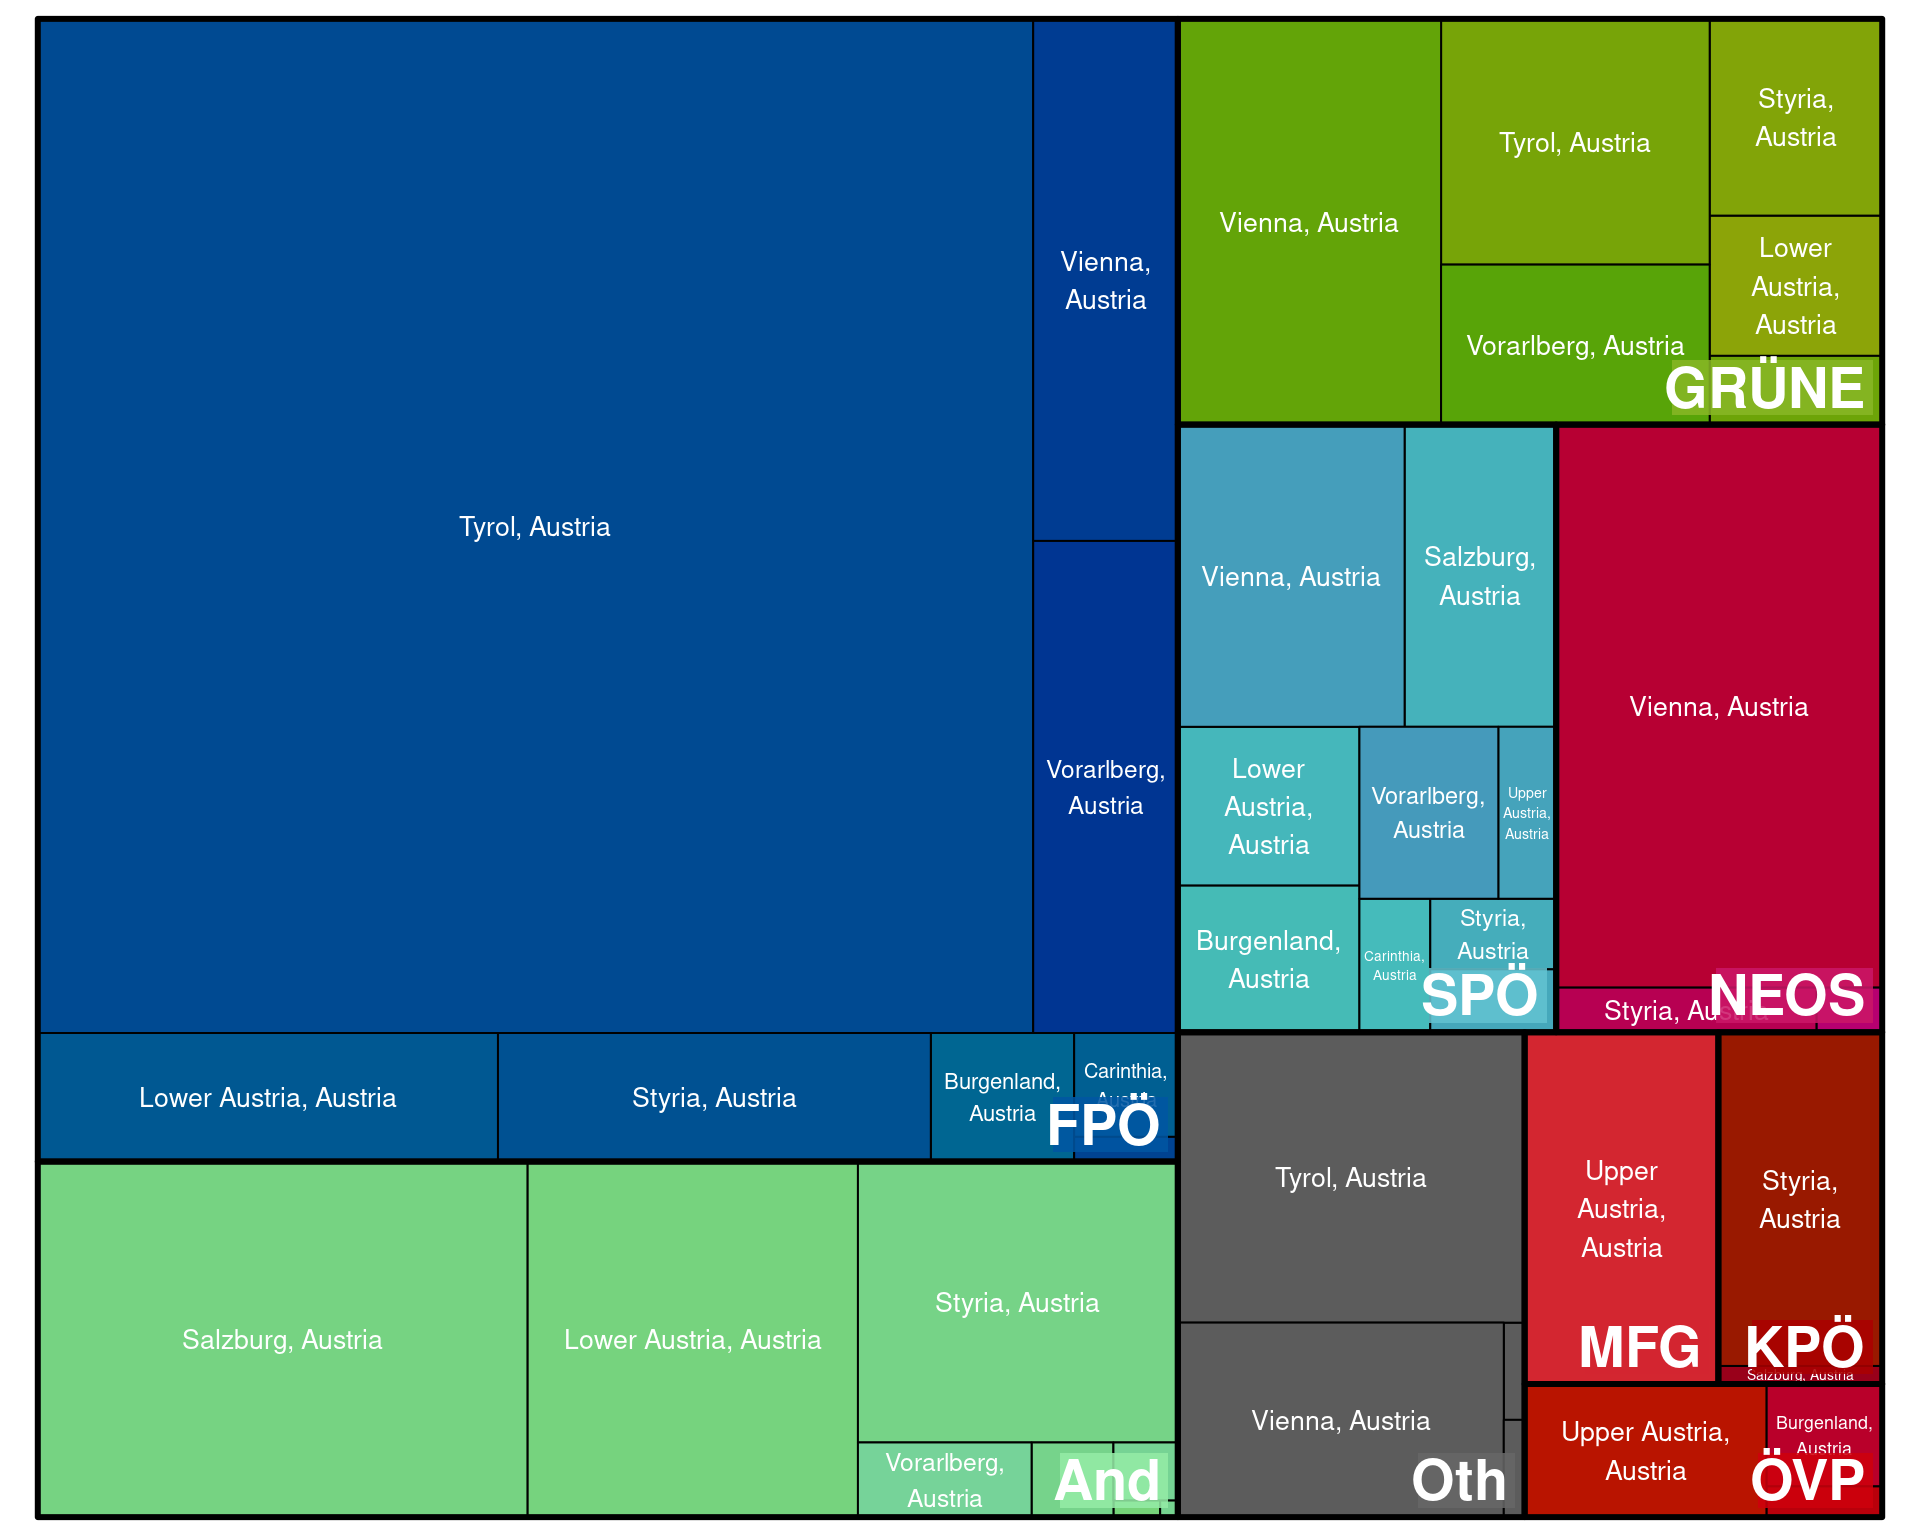 Tyrol, Austria
Vienna,
Austria
Vorarlberg,
Austria
Lower Austria, Austria
Styria, Austria
Burgenland,
Austria
Carinthia,
Austria
FPÖ
Salzburg, Austria
Lower Austria, Austria
Styria, Austria
Vorarlberg,
Austria
And
Vienna, Austria
Tyrol, Austria
Vorarlberg, Austria
Styria,
Austria
Lower
Austria,
Austria
GRÜNE
Vienna, Austria
Salzburg,
Austria
Lower
Austria,
Austria
Burgenland,
Austria
Vorarlberg,
Austria
Upper
Austria,
Austria
Carinthia,
Austria
Styria,
Austria
SPÖ
Vienna, Austria
Styria, Austria
NEOS
Tyrol, Austria
Vienna, Austria
Oth
Upper
Austria,
Austria
MFG
Styria,
Austria
KPÖ
Salzburg, Austria
Upper Austria,
Austria
Burgenland,
Austria
ÖVP